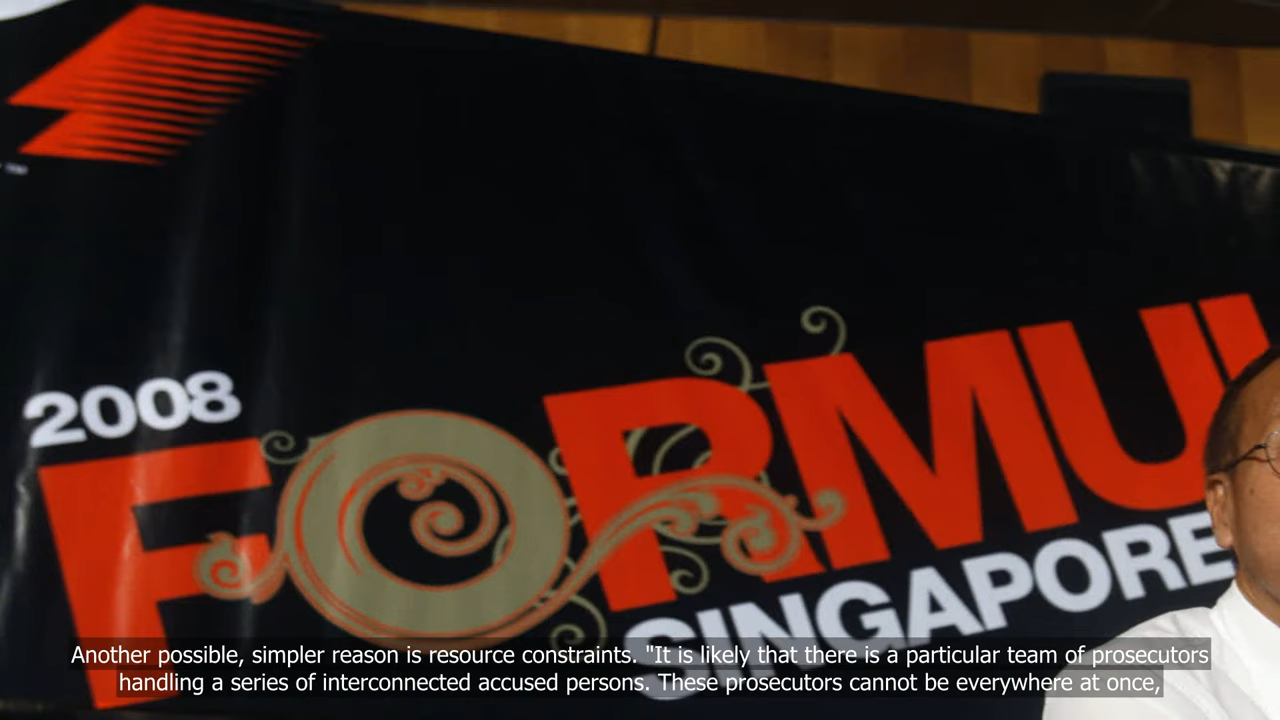 TM
2008
FORMU
SINGAPORE
Another possible, simpler reason is resource constraints. "It is likely that there is a particular team of prosecutors
handling a series of interconnected accused persons. These prosecutors cannot be everywhere at once,